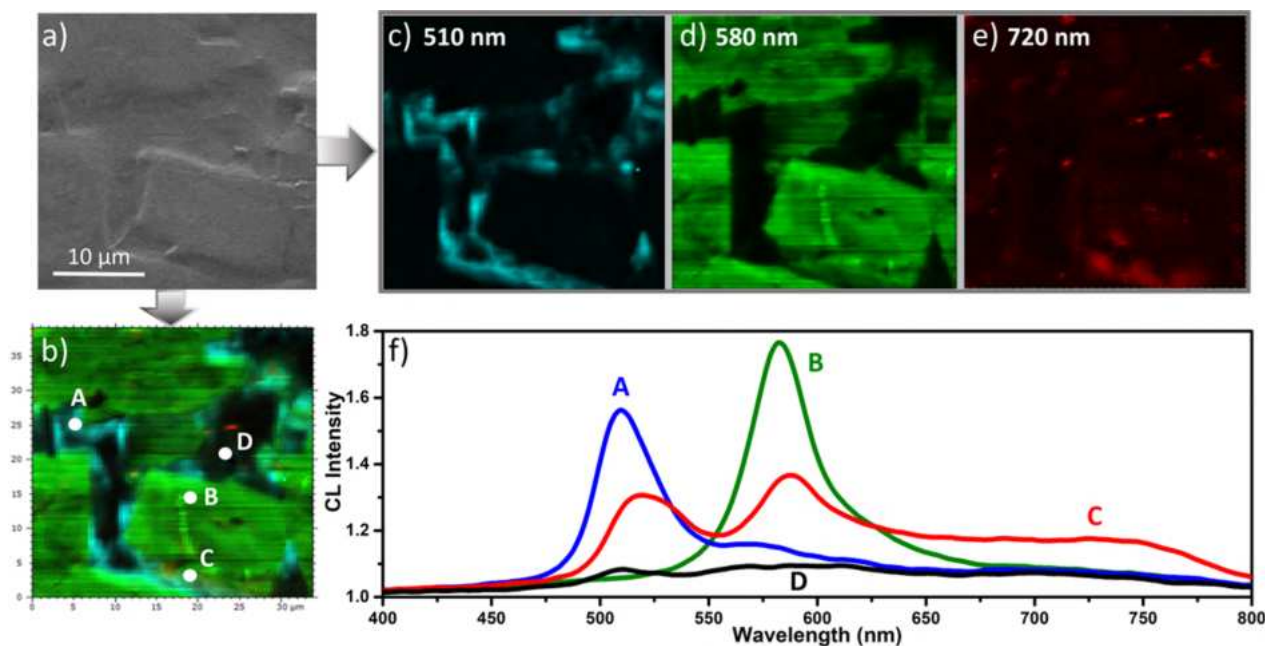 a)
10 µm
c) 510 nm
d) 580 nm
e) 720 nm
b)
35
30
25
20
15
10
5
0
0 5 10 15 20 25 30 µm
A
D
B
C
f)
CL Intensity
1.8
1.6
1.4
1.2
1.0
A
B
C
D
400 450 500 550 600 650 700 750 800
Wavelength (nm)